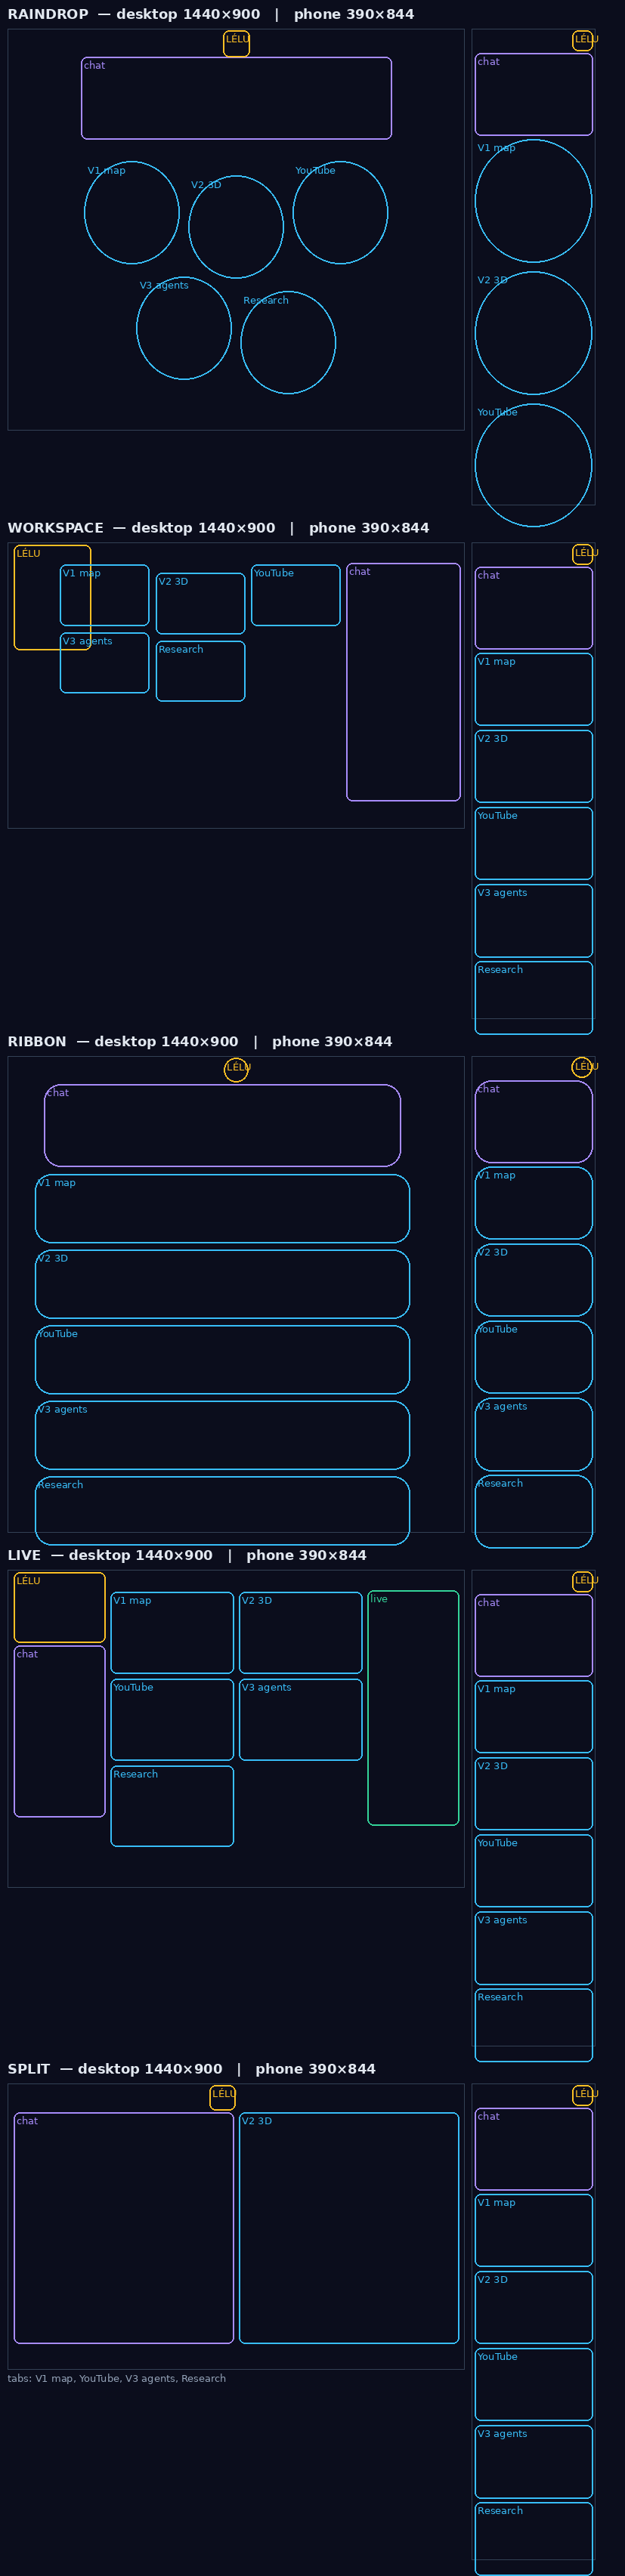 RAINDROP — desktop 1440×900 | phone 390×844
LÉLU
LÉLU
chat
chat
V1 map
V2 3D
YouTube
V1 map
V3 agents
Research
V2 3D
YouTube
WORKSPACE — desktop 1440×900 | phone 390×844
LÉLU
LÉLU
V1 map
V2 3D
YouTube
chat
chat
V3 agents
Research
V1 map
V2 3D
YouTube
V3 agents
Research
RIBBON — desktop 1440×900 | phone 390×844
LÉLU
LÉLU
chat
chat
V1 map
V1 map
V2 3D
V2 3D
YouTube
YouTube
V3 agents
V3 agents
Research
Research
LIVE — desktop 1440×900 | phone 390×844
LÉLU
LÉLU
V1 map
V2 3D
live
chat
chat
YouTube
V3 agents
V1 map
Research
V2 3D
YouTube
V3 agents
Research
SPLIT — desktop 1440×900 | phone 390×844
LÉLU
LÉLU
chat
V2 3D
chat
V1 map
V2 3D
YouTube
tabs: V1 map, YouTube, V3 agents, Research
V3 agents
Research